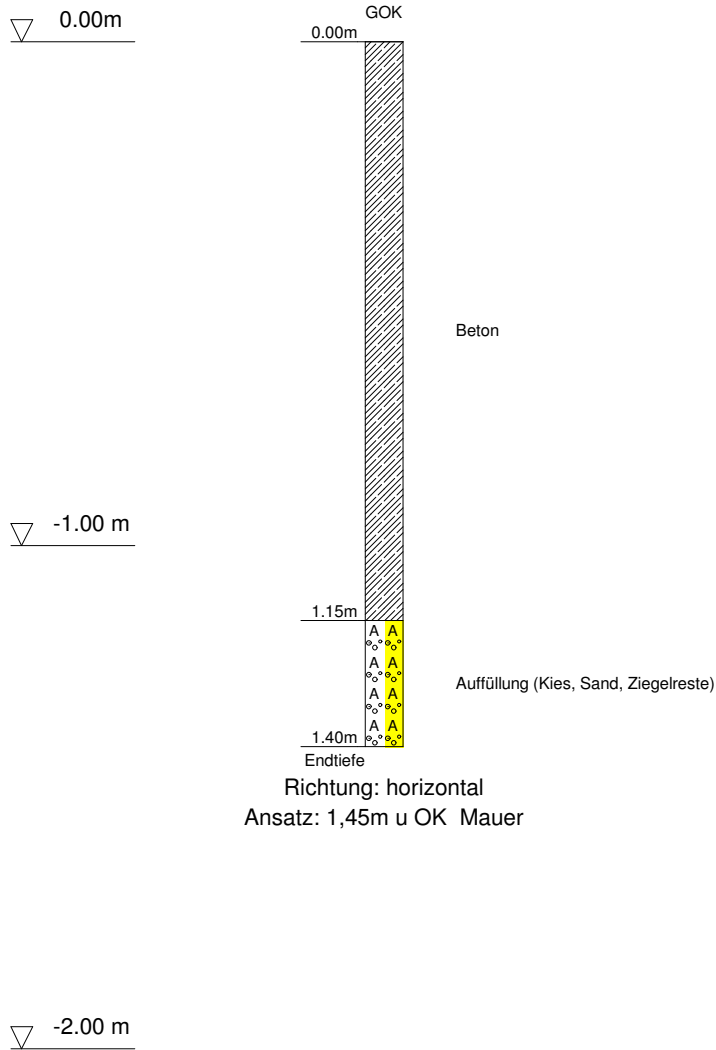 GOK
0.00m
0.00m
Beton
-1.00 m
1.15m
A A
A A
A A
A A
Auffüllung (Kies, Sand, Ziegelreste)
1.40m
Endtiefe
Richtung: horizontal
Ansatz: 1,45m u OK Mauer
-2.00 m